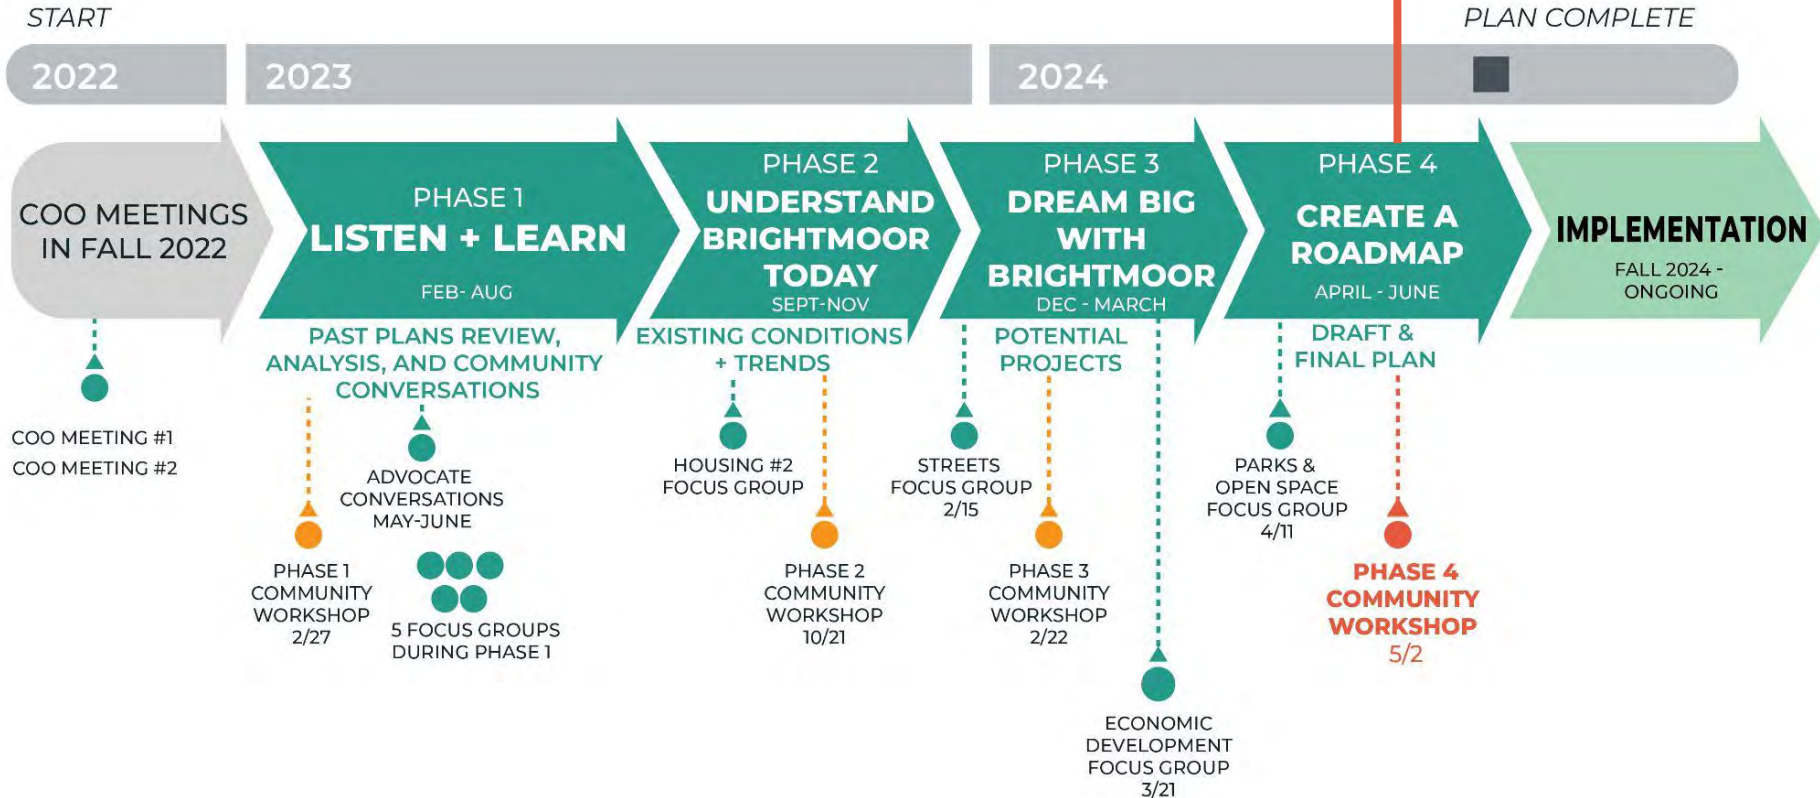 START
PLAN COMPLETE
2022
2023
2024
COO MEETINGS
IN FALL 2022
PHASE 1
LISTEN + LEARN
FEB- AUG
PHASE 2
UNDERSTAND
BRIGHTMOOR
TODAY
SEPT-NOV
PHASE 3
DREAM BIG
WITH
BRIGHTMOOR
DEC - MARCH
PHASE 4
CREATE A
ROADMAP
APRIL - JUNE
IMPLEMENTATION
FALL 2024 -
ONGOING
PAST PLANS REVIEW,
ANALYSIS, AND COMMUNITY
CONVERSATIONS
EXISTING CONDITIONS
+ TRENDS
POTENTIAL
PROJECTS
DRAFT &
FINAL PLAN
COO MEETING #1
COO MEETING #2
PHASE 1
COMMUNITY
WORKSHOP
2/27
ADVOCATE
CONVERSATIONS
MAY-JUNE
5 FOCUS GROUPS
DURING PHASE 1
HOUSING #2
FOCUS GROUP
PHASE 2
COMMUNITY
WORKSHOP
10/21
STREETS
FOCUS GROUP
2/15
PHASE 3
COMMUNITY
WORKSHOP
2/22
ECONOMIC
DEVELOPMENT
FOCUS GROUP
3/21
PARKS &
OPEN SPACE
FOCUS GROUP
4/11
PHASE 4
COMMUNITY
WORKSHOP
5/2